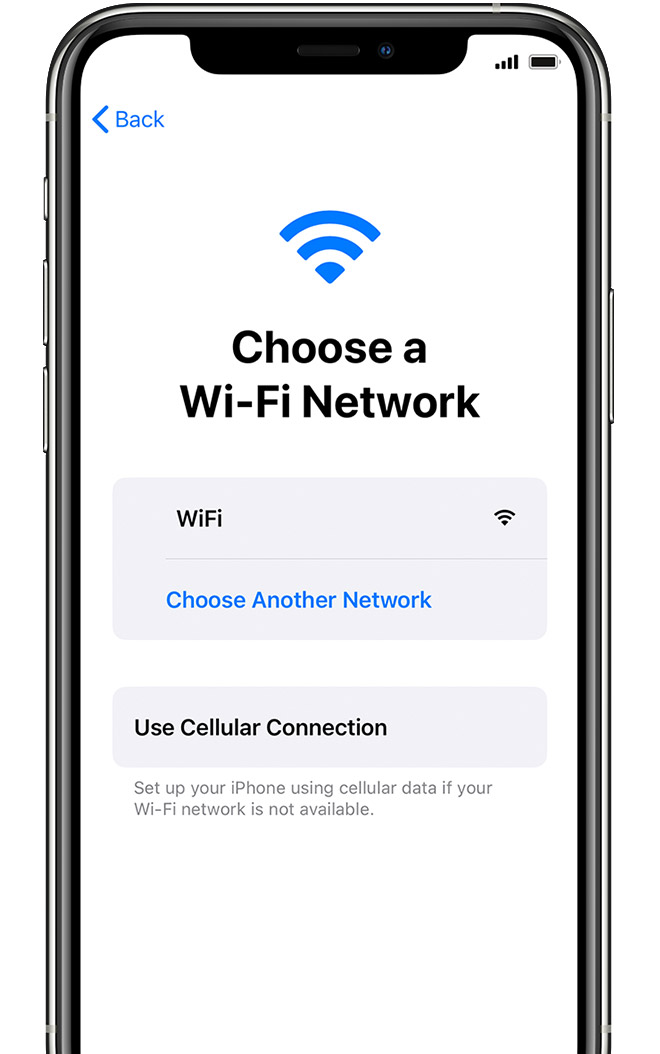 Back
Choose a
Wi-Fi Network
WiFi
Choose Another Network
Use Cellular Connection
Set up your iPhone using cellular data if your
Wi-Fi network is not available.